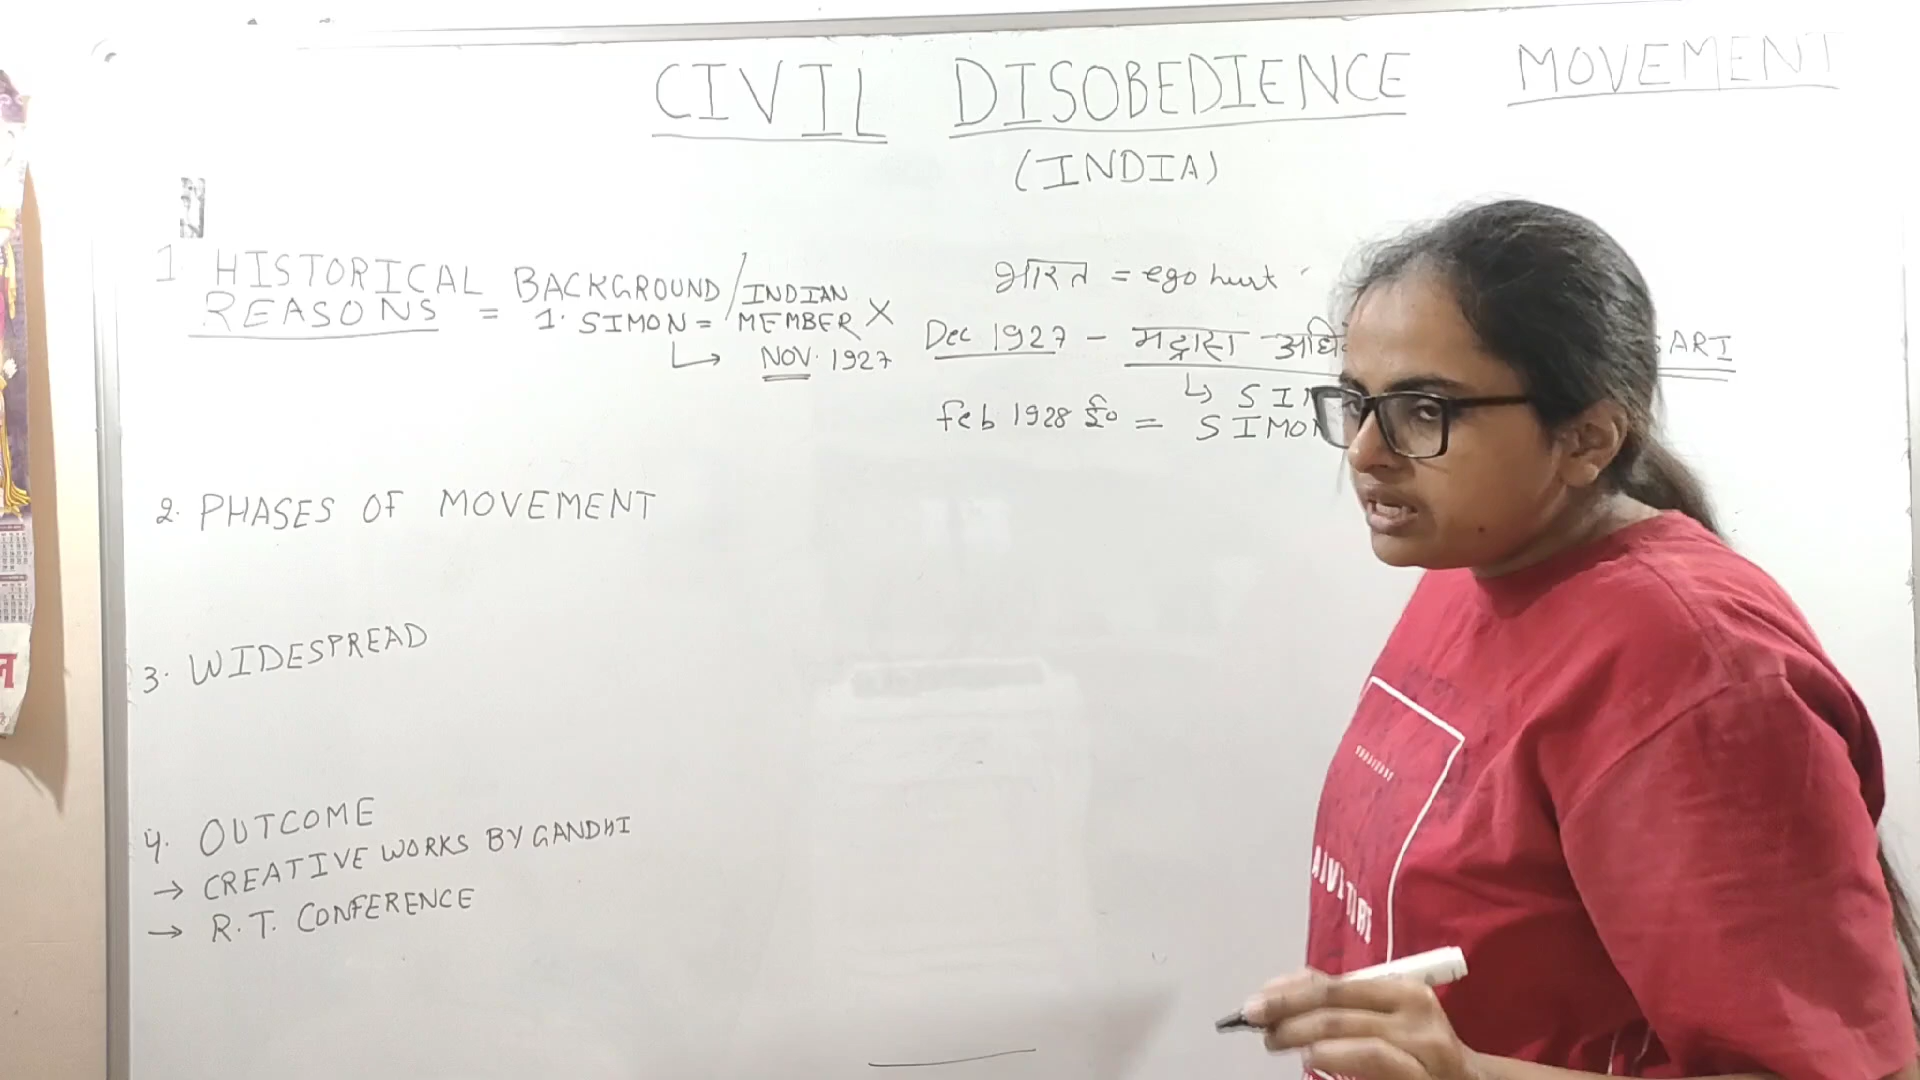 CIVIL DISOBEDIENCE MOVEMENT
(INDIA)
1. HISTORICAL BACKGROUND /
REASONS = 1. SIMON = INDIAN MEMBER X
↳ NOV. 1927
भारत = ego hurt
Dec 1927 - मद्रास
↳
Feb 1928 ई० =
2. PHASES OF MOVEMENT
3. WIDESPREAD
4. OUTCOME
→ CREATIVE WORKS BY GANDHI
→ R.T. CONFERENCE